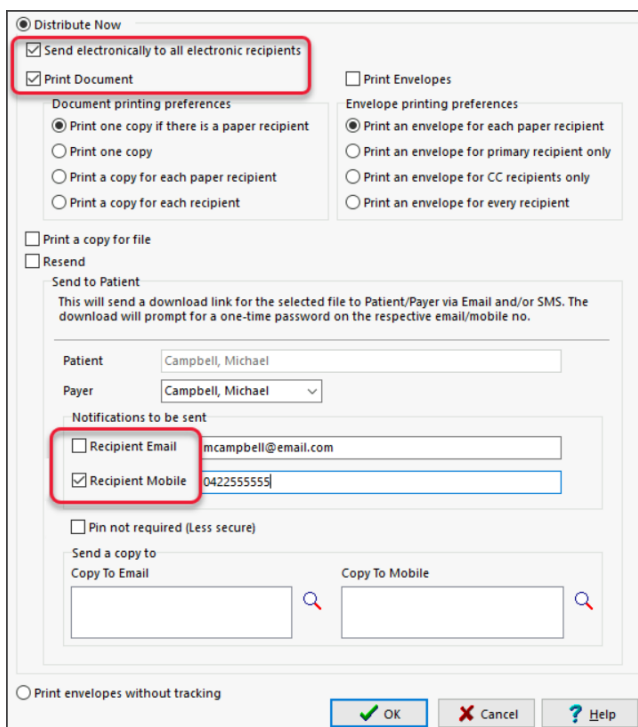 Distribute Now
Send electronically to all electronic recipients
Print Document
Print Envelopes
Document printing preferences
Print one copy if there is a paper recipient
Print one copy
Print a copy for each paper recipient
Print a copy for each recipient
Envelope printing preferences
Print an envelope for each paper recipient
Print an envelope for primary recipient only
Print an envelope for CC recipients only
Print an envelope for every recipient
Print a copy for file
Resend
Send to Patient
This will send a download link for the selected file to Patient/Payer via Email and/or SMS. The
download will prompt for a one-time password on the respective email/mobile no.
Patient Campbell, Michael
Payer Campbell, Michael
Notifications to be sent
Recipient Email mcampbell@email.com
Recipient Mobile 0422555555
Pin not required (Less secure)
Send a copy to
Copy To Email Copy To Mobile
Print envelopes without tracking
OK Cancel ? Help